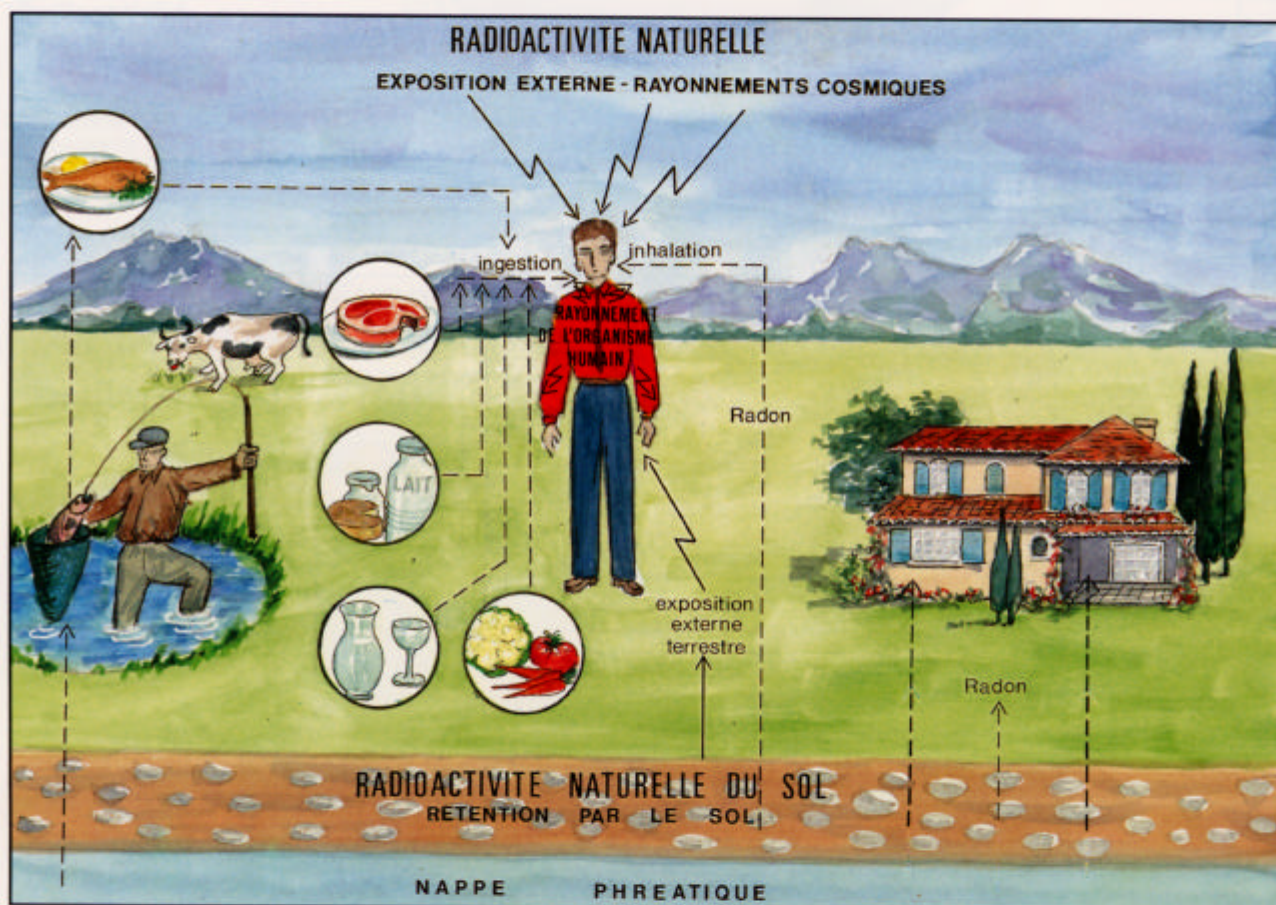 RADIOACTIVITE NATURELLE
EXPOSITION EXTERNE - RAYONNEMENTS COSMIQUES
ingestion
inhalation
RAYONNEMENT
DE L'ORGANISME
HUMAIN
Radon
LAIT
exposition
externe
terrestre
Radon
RADIOACTIVITE NATURELLE DU SOL
RETENTION PAR LE SOL
NAPPE PHREATIQUE